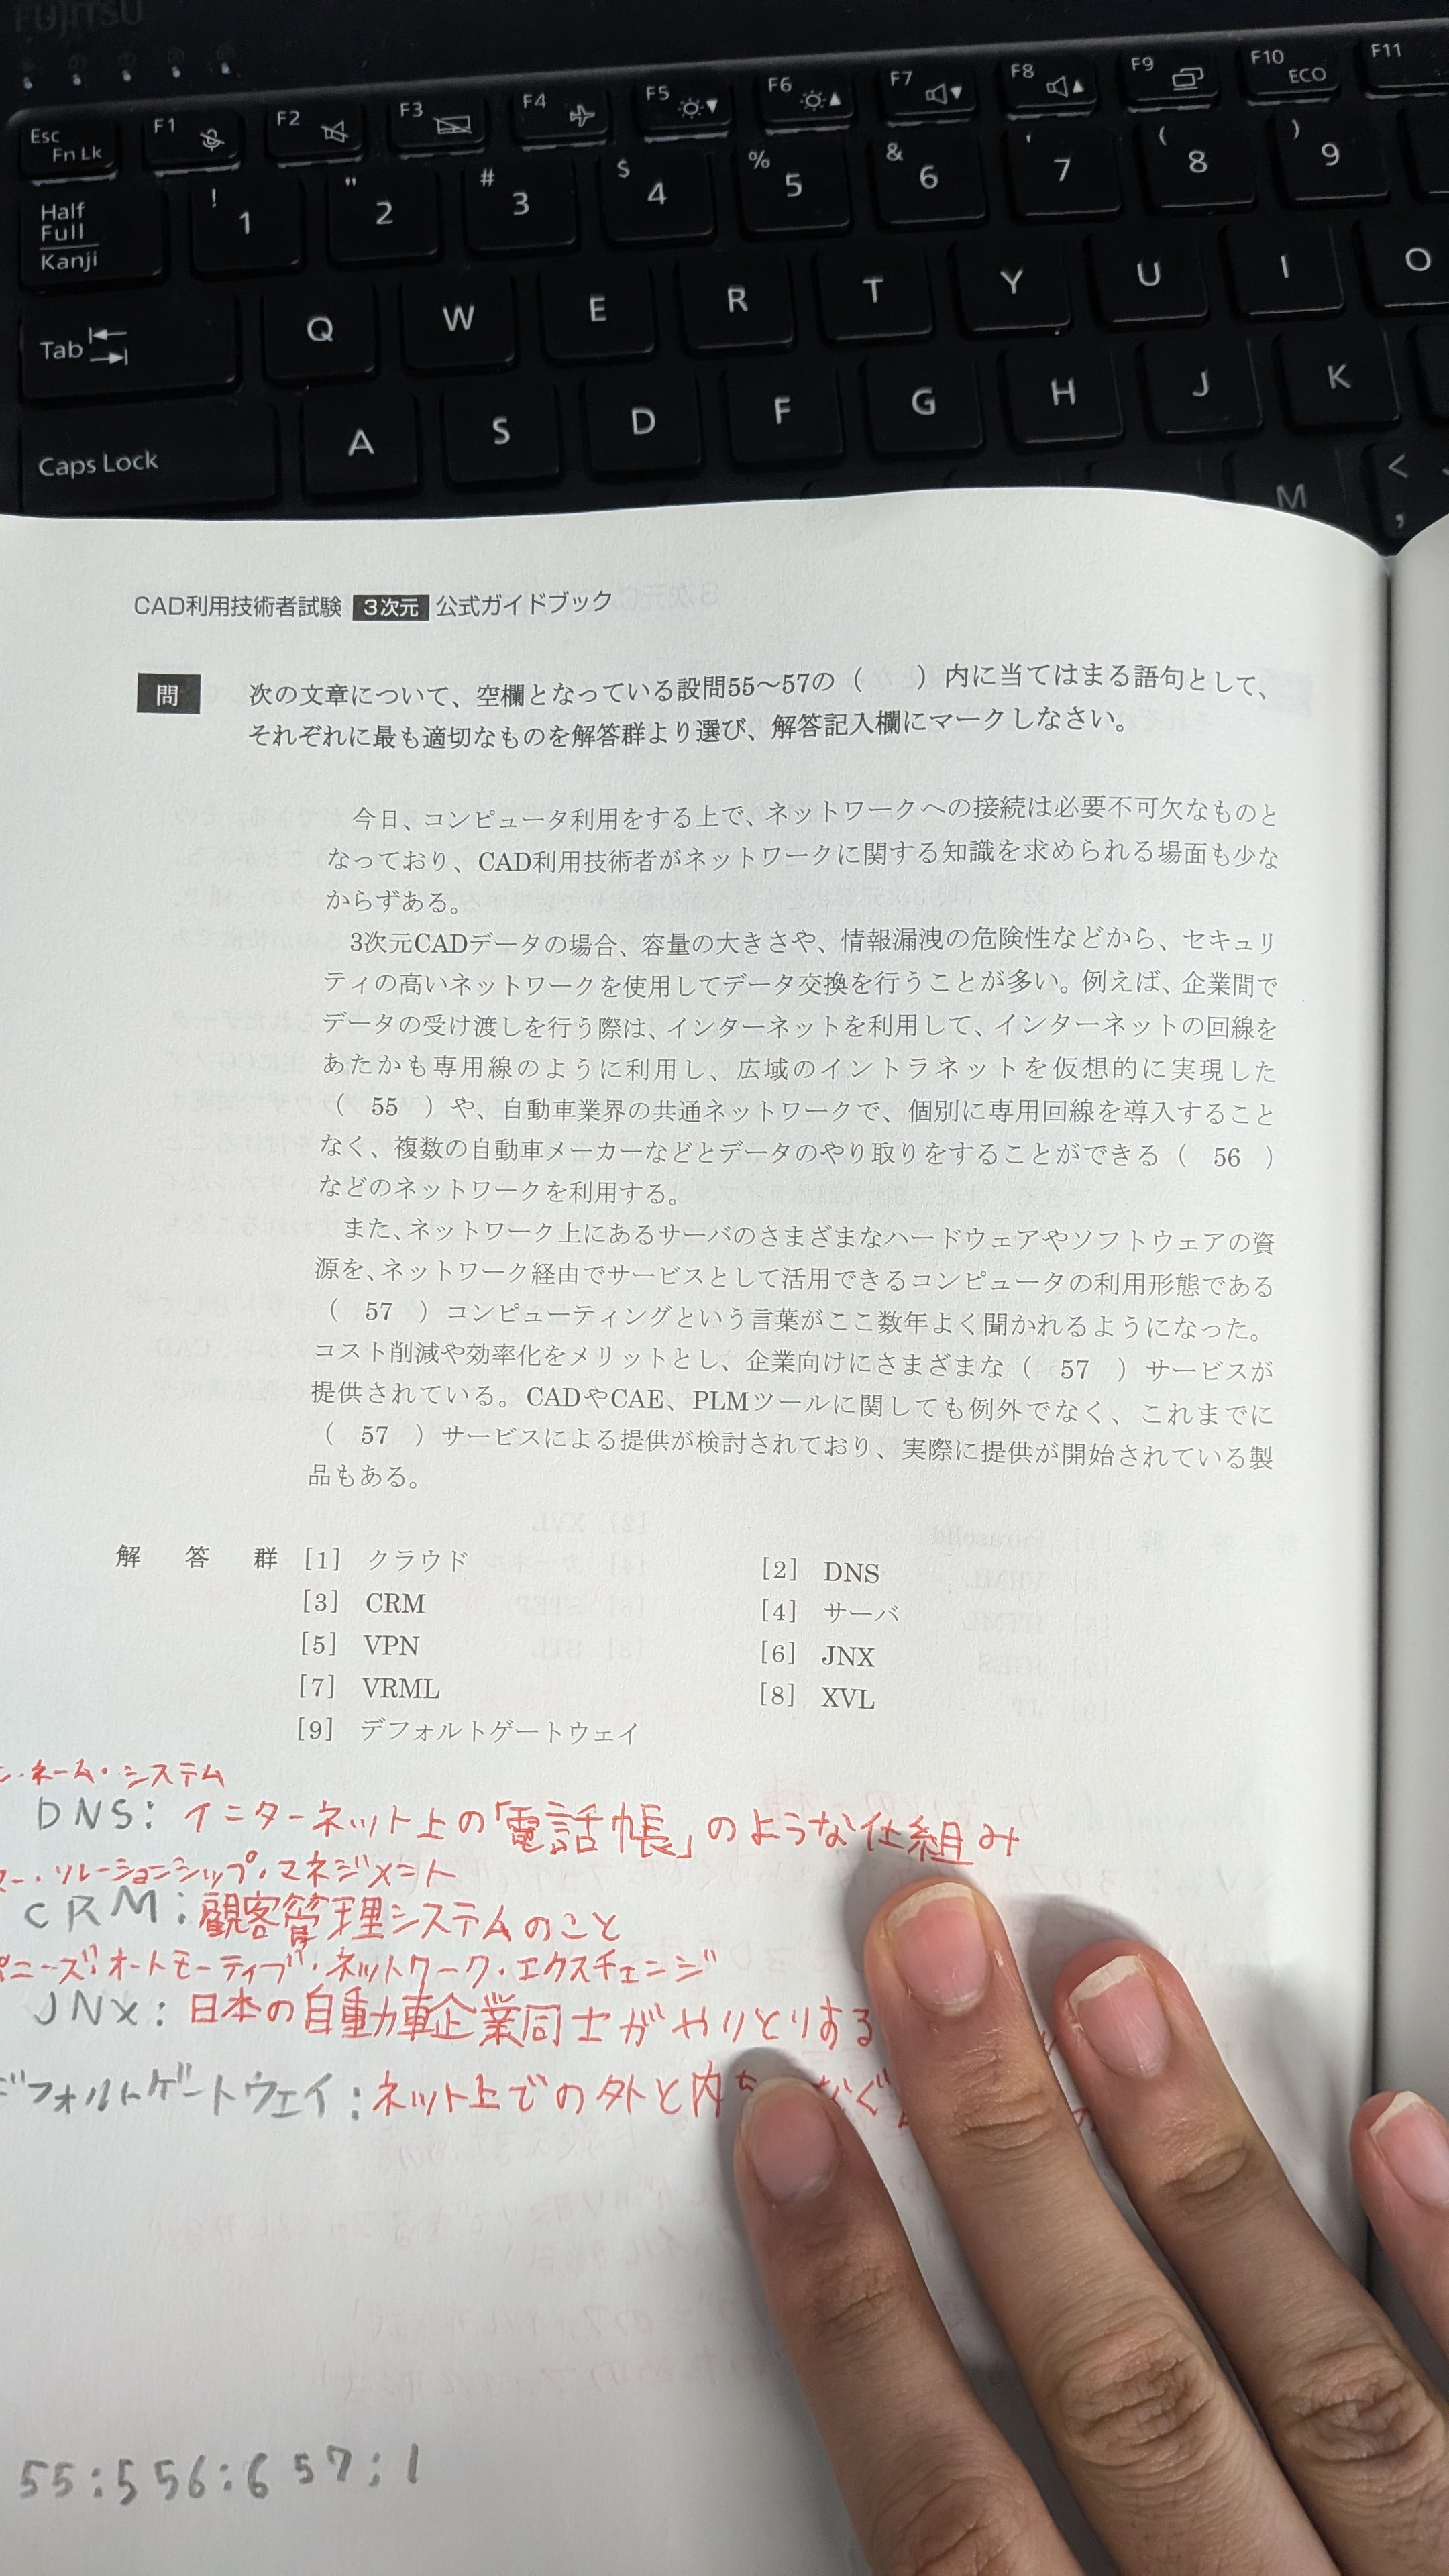 FUJITSU
Esc Fn Lk F1 F2 F3 F4 F5 F6 F7 F8 F9 F10 ECO F11
Half Full Kanji ! 1 " 2 # 3 $ 4 % 5 & 6 ' 7 ( 8 ) 9
Tab Q W E R T Y U I O
Caps Lock A S D F G H J K
M < ,
CAD利用技術者試験 3次元 公式ガイドブック
問 次の文章について、空欄となっている設問55～57の（　　）内に当てはまる語句として、
それぞれに最も適切なものを解答群より選び、解答記入欄にマークしなさい。
今日、コンピュータ利用をする上で、ネットワークへの接続は必要不可欠なものと
なっており、CAD利用技術者がネットワークに関する知識を求められる場面も少な
からずある。
3次元CADデータの場合、容量の大きさや、情報漏洩の危険性などから、セキュリ
ティの高いネットワークを使用してデータ交換を行うことが多い。例えば、企業間で
データの受け渡しを行う際は、インターネットを利用して、インターネットの回線を
あたかも専用線のように利用し、広域のイントラネットを仮想的に実現した
（　55　）や、自動車業界の共通ネットワークで、個別に専用回線を導入すること
なく、複数の自動車メーカーなどとデータのやり取りをすることができる（　56　）
などのネットワークを利用する。
また、ネットワーク上にあるサーバのさまざまなハードウェアやソフトウェアの資
源を、ネットワーク経由でサービスとして活用できるコンピュータの利用形態である
（　57　）コンピューティングという言葉がここ数年よく聞かれるようになった。
コスト削減や効率化をメリットとし、企業向けにさまざまな（　57　）サービスが
提供されている。CADやCAE、PLMツールに関しても例外でなく、これまでに
（　57　）サービスによる提供が検討されており、実際に提供が開始されている製
品もある。
解答群 [1] クラウド [2] DNS
[3] CRM [4] サーバ
[5] VPN [6] JNX
[7] VRML [8] XVL
[9] デフォルトゲートウェイ
ン・ネーム・システム
DNS: インターネット上の「電話帳」のような仕組み
マー・リレーションシップ・マネジメント
CRM: 顧客管理システムのこと
パニーズ・オートモーティブ・ネットワーク・エクスチェンジ
JNX: 日本の自動車企業同士がやりとりする
デフォルトゲートウェイ: ネット上での外と内
55:5 56:6 57:1